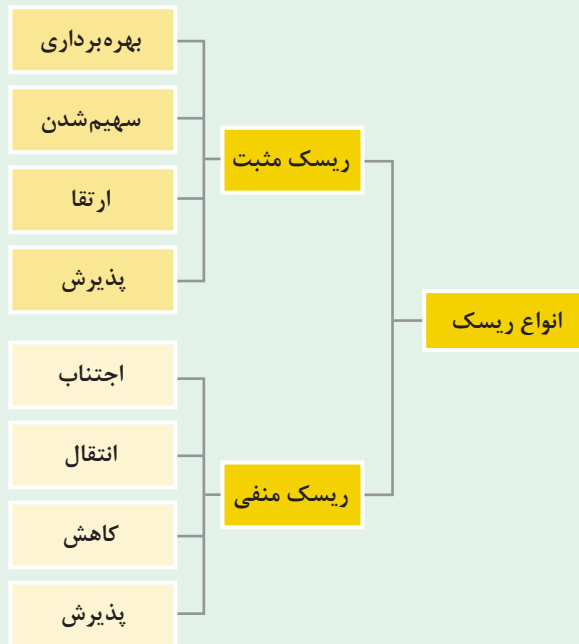 انواع ریسک
ریسک مثبت
بهره‌برداری
سهیم‌شدن
ارتقا
پذیرش
ریسک منفی
اجتناب
انتقال
کاهش
پذیرش